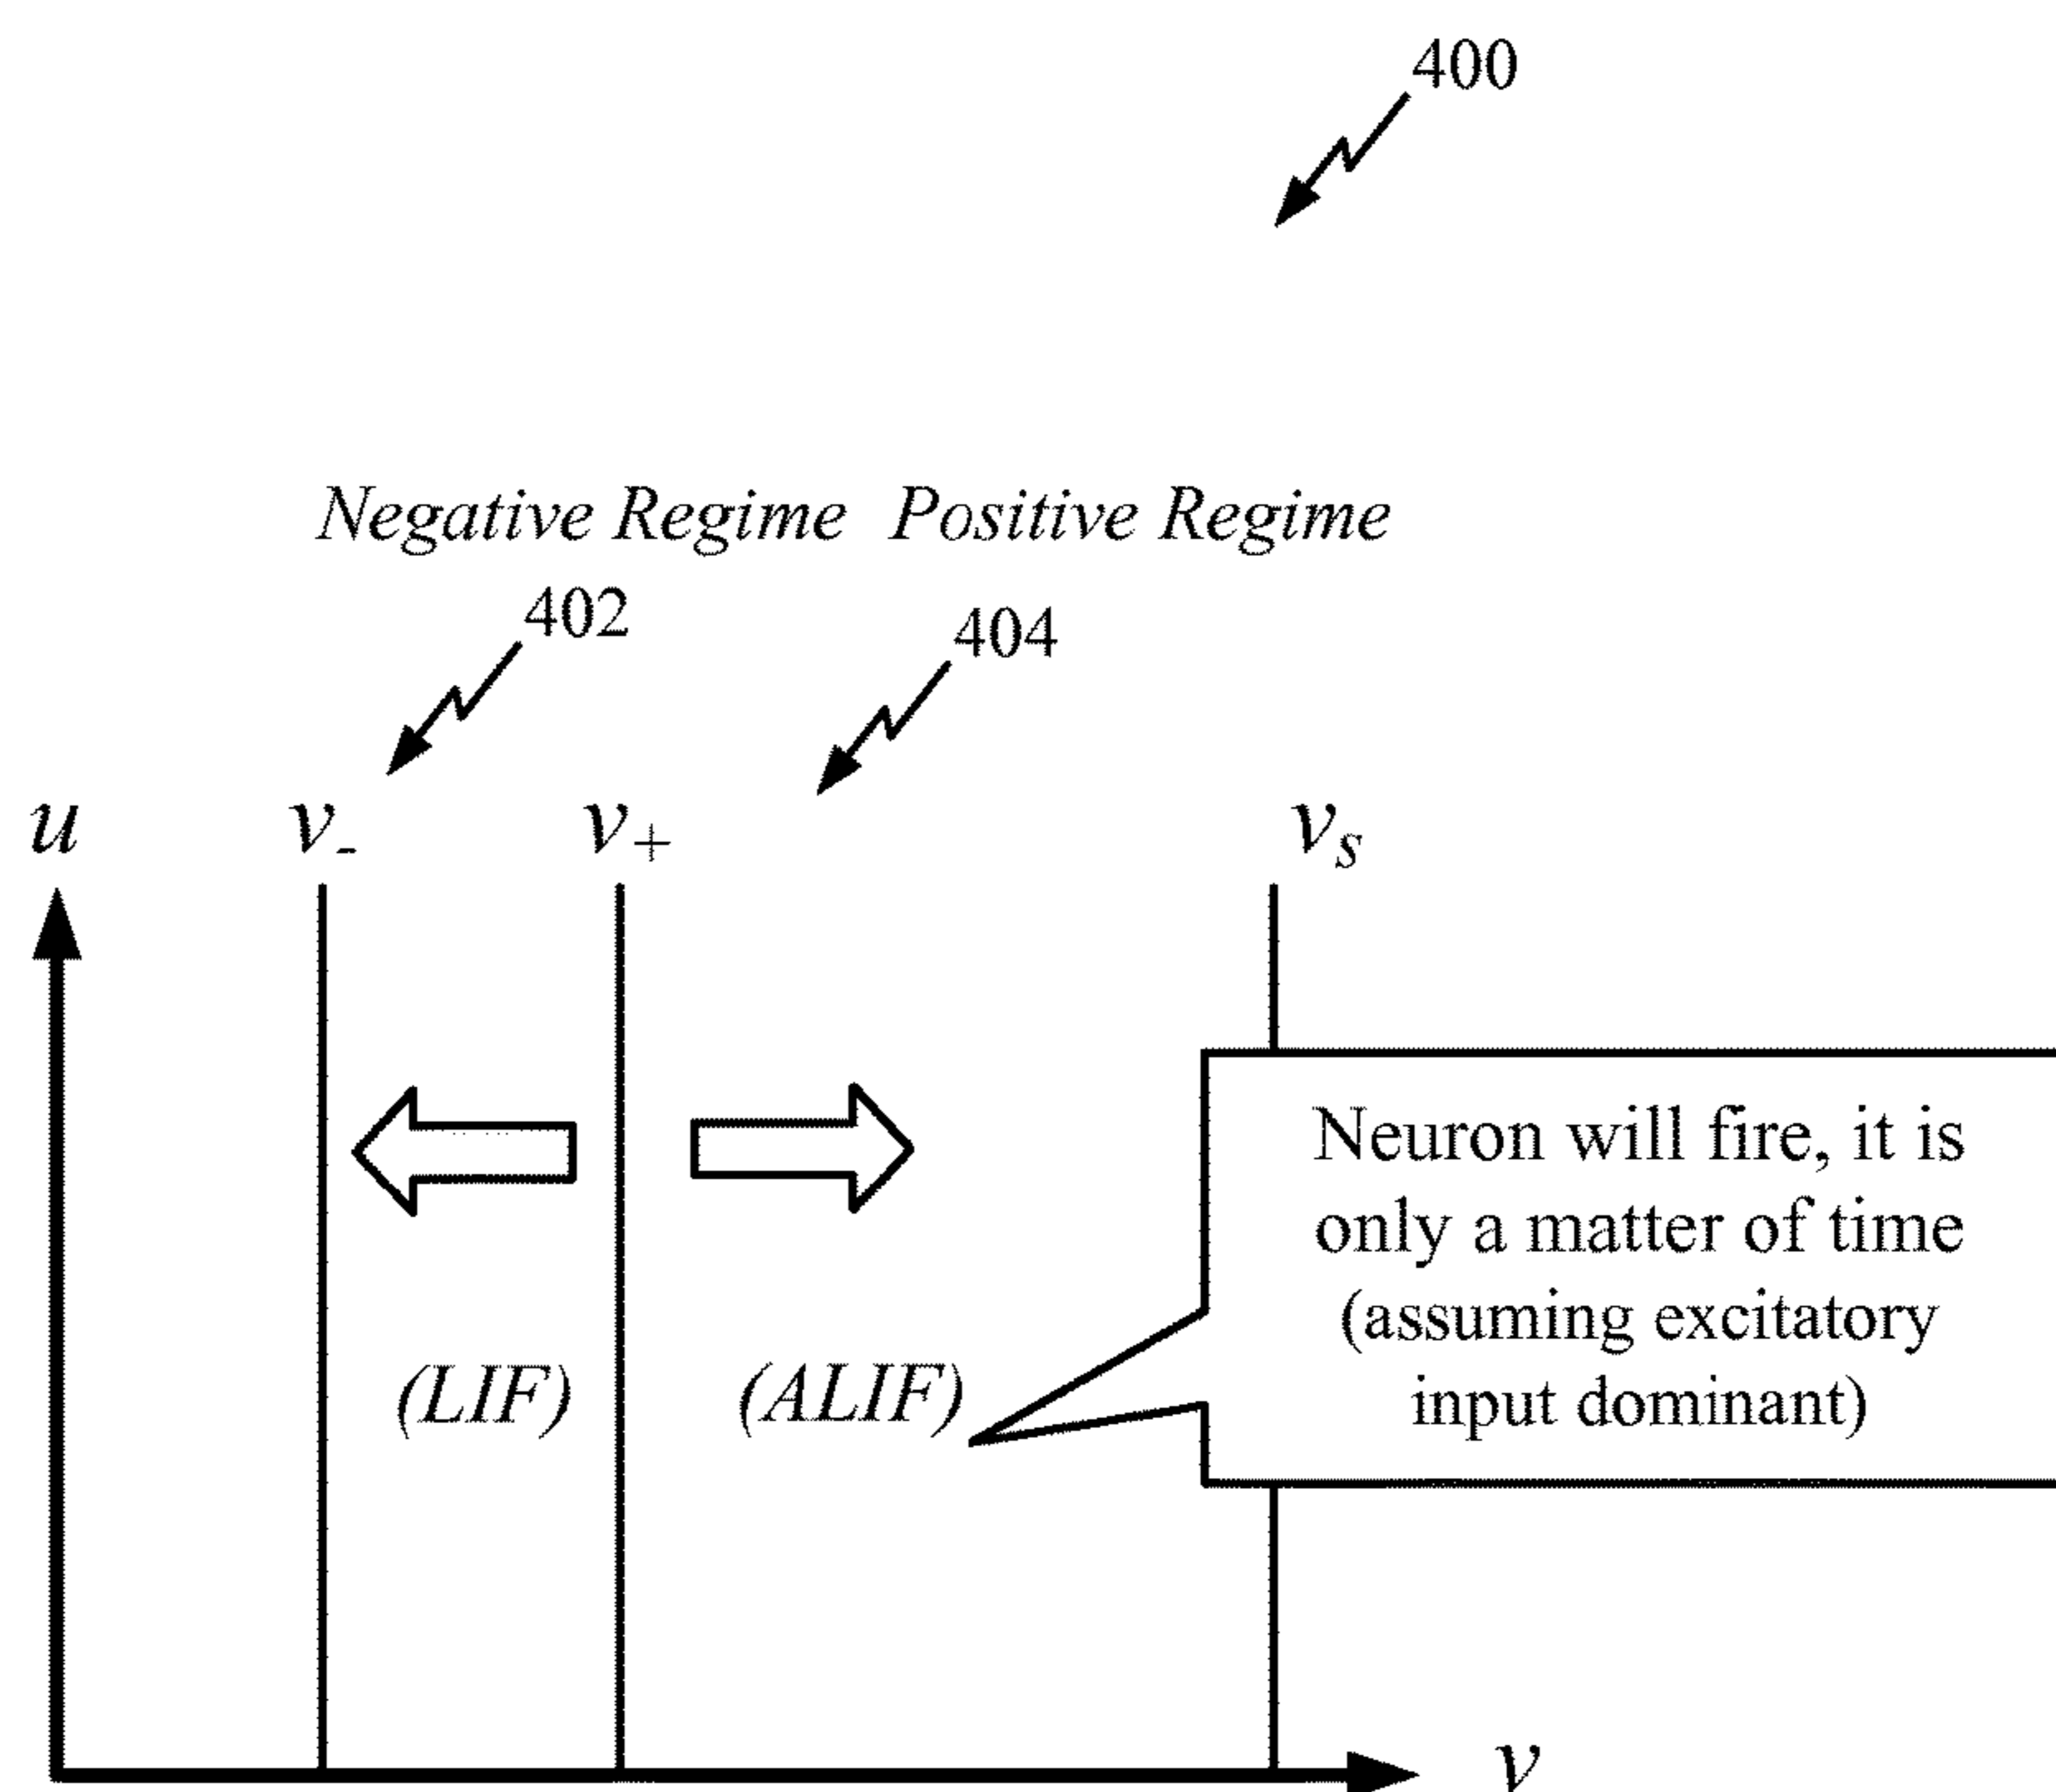 400
Negative Regime Positive Regime
402
404
u
v-
v+
vs
Neuron will fire, it is
only a matter of time
(assuming excitatory
input dominant)
(LIF)
(ALIF)
v